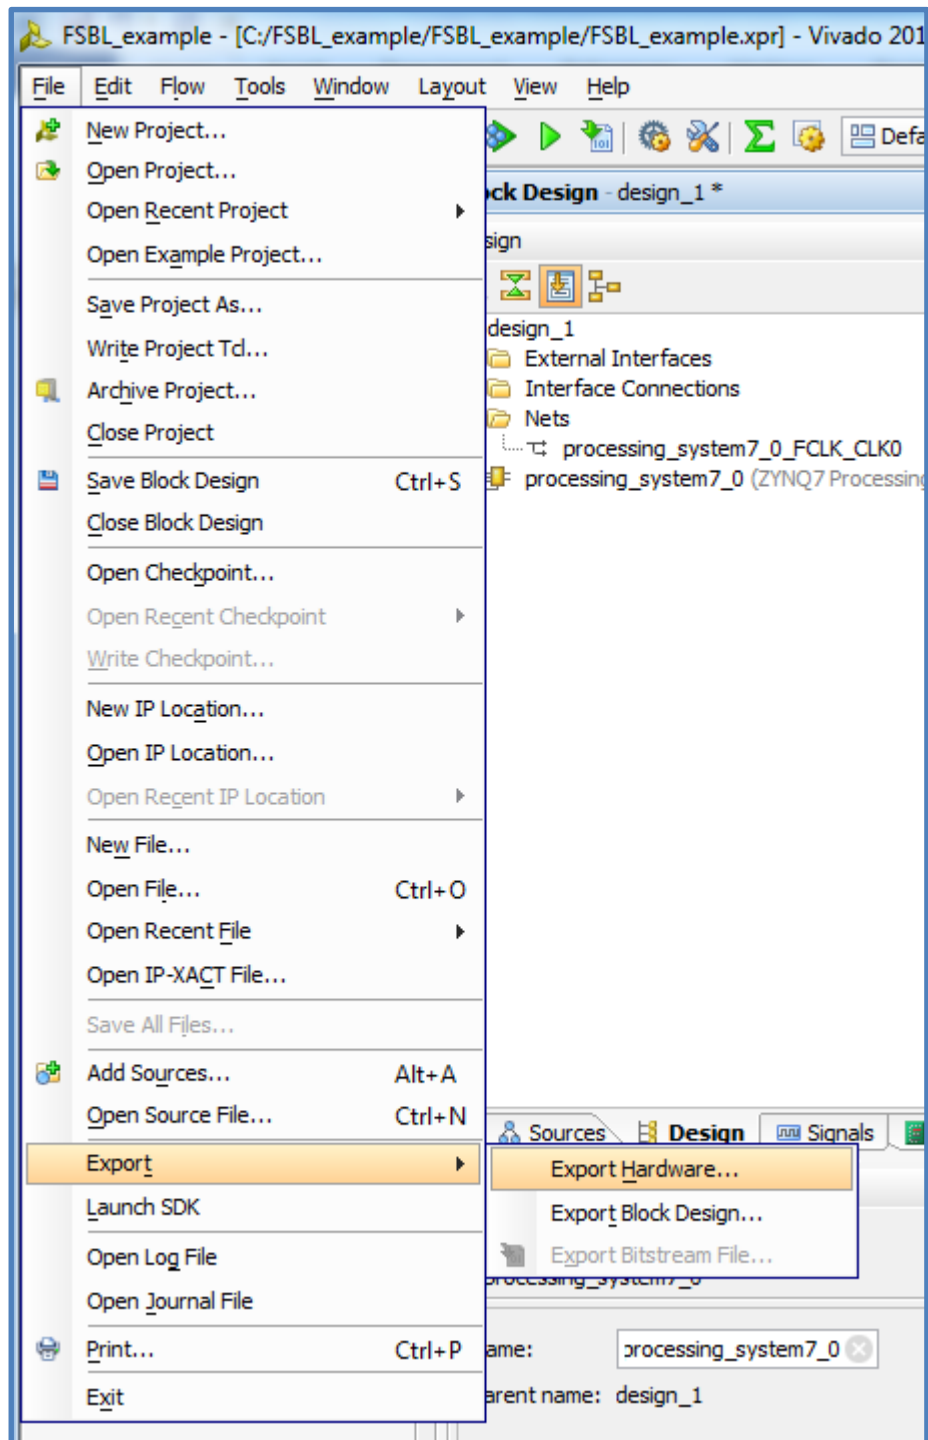 FSBL_example - [C:/FSBL_example/FSBL_example/FSBL_example.xpr] - Vivado 201
File Edit Flow Tools Window Layout View Help
New Project...
Open Project...
Open Recent Project
Open Example Project...
Save Project As...
Write Project Tcl...
Archive Project...
Close Project
Save Block Design Ctrl+S
Close Block Design
Open Checkpoint...
Open Recent Checkpoint
Write Checkpoint...
New IP Location...
Open IP Location...
Open Recent IP Location
New File...
Open File... Ctrl+O
Open Recent File
Open IP-XACT File...
Save All Files...
Add Sources... Alt+A
Open Source File... Ctrl+N
Export
Launch SDK
Open Log File
Open Journal File
Print... Ctrl+P
Exit
Defa
ock Design - design_1 *
sign
design_1
External Interfaces
Interface Connections
Nets
processing_system7_0_FCLK_CLK0
processing_system7_0 (ZYNQ7 Processing
Sources Design Signals
Export Hardware...
Export Block Design...
Export Bitstream File...
processing_system7_0
ame: processing_system7_0
arent name: design_1